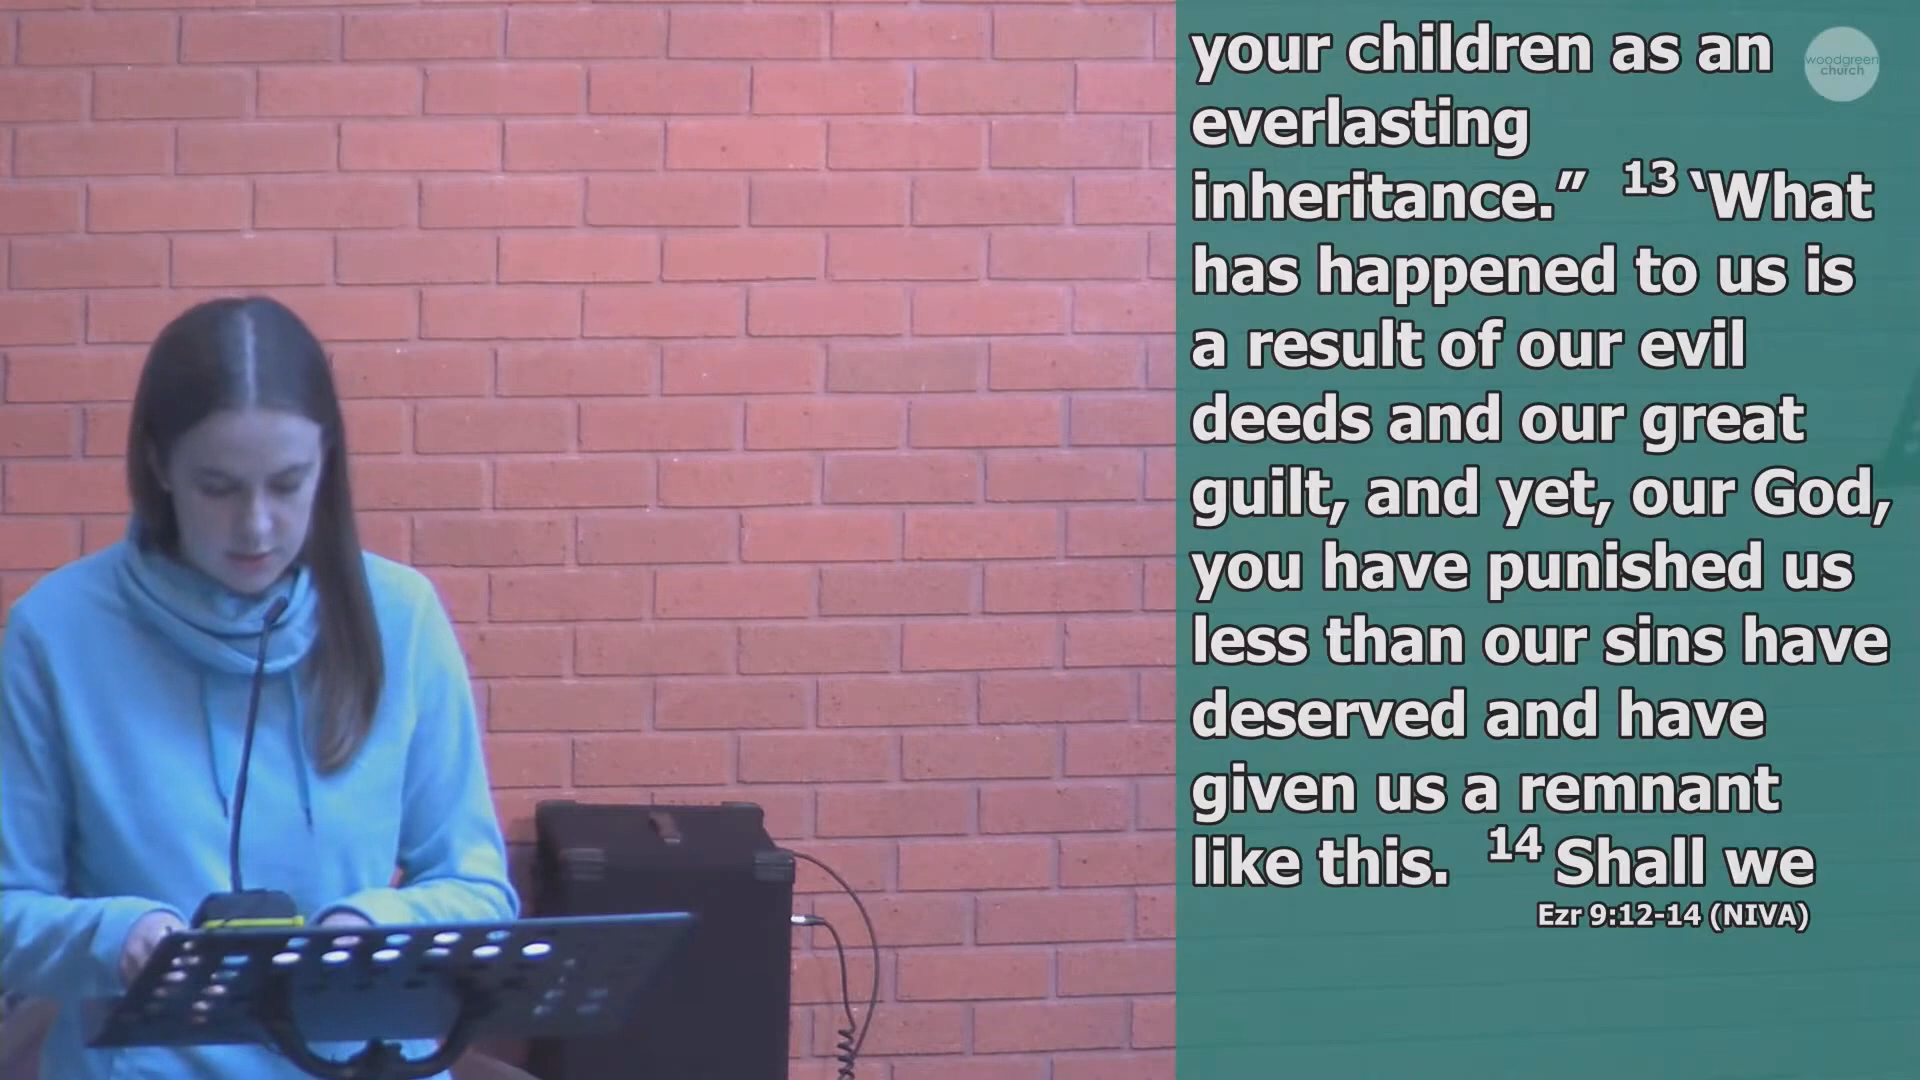 your children as an
everlasting
inheritance.” 13 ‘What
has happened to us is
a result of our evil
deeds and our great
guilt, and yet, our God,
you have punished us
less than our sins have
deserved and have
given us a remnant
like this. 14 Shall we
Ezr 9:12-14 (NIVA)
woodgreen
church